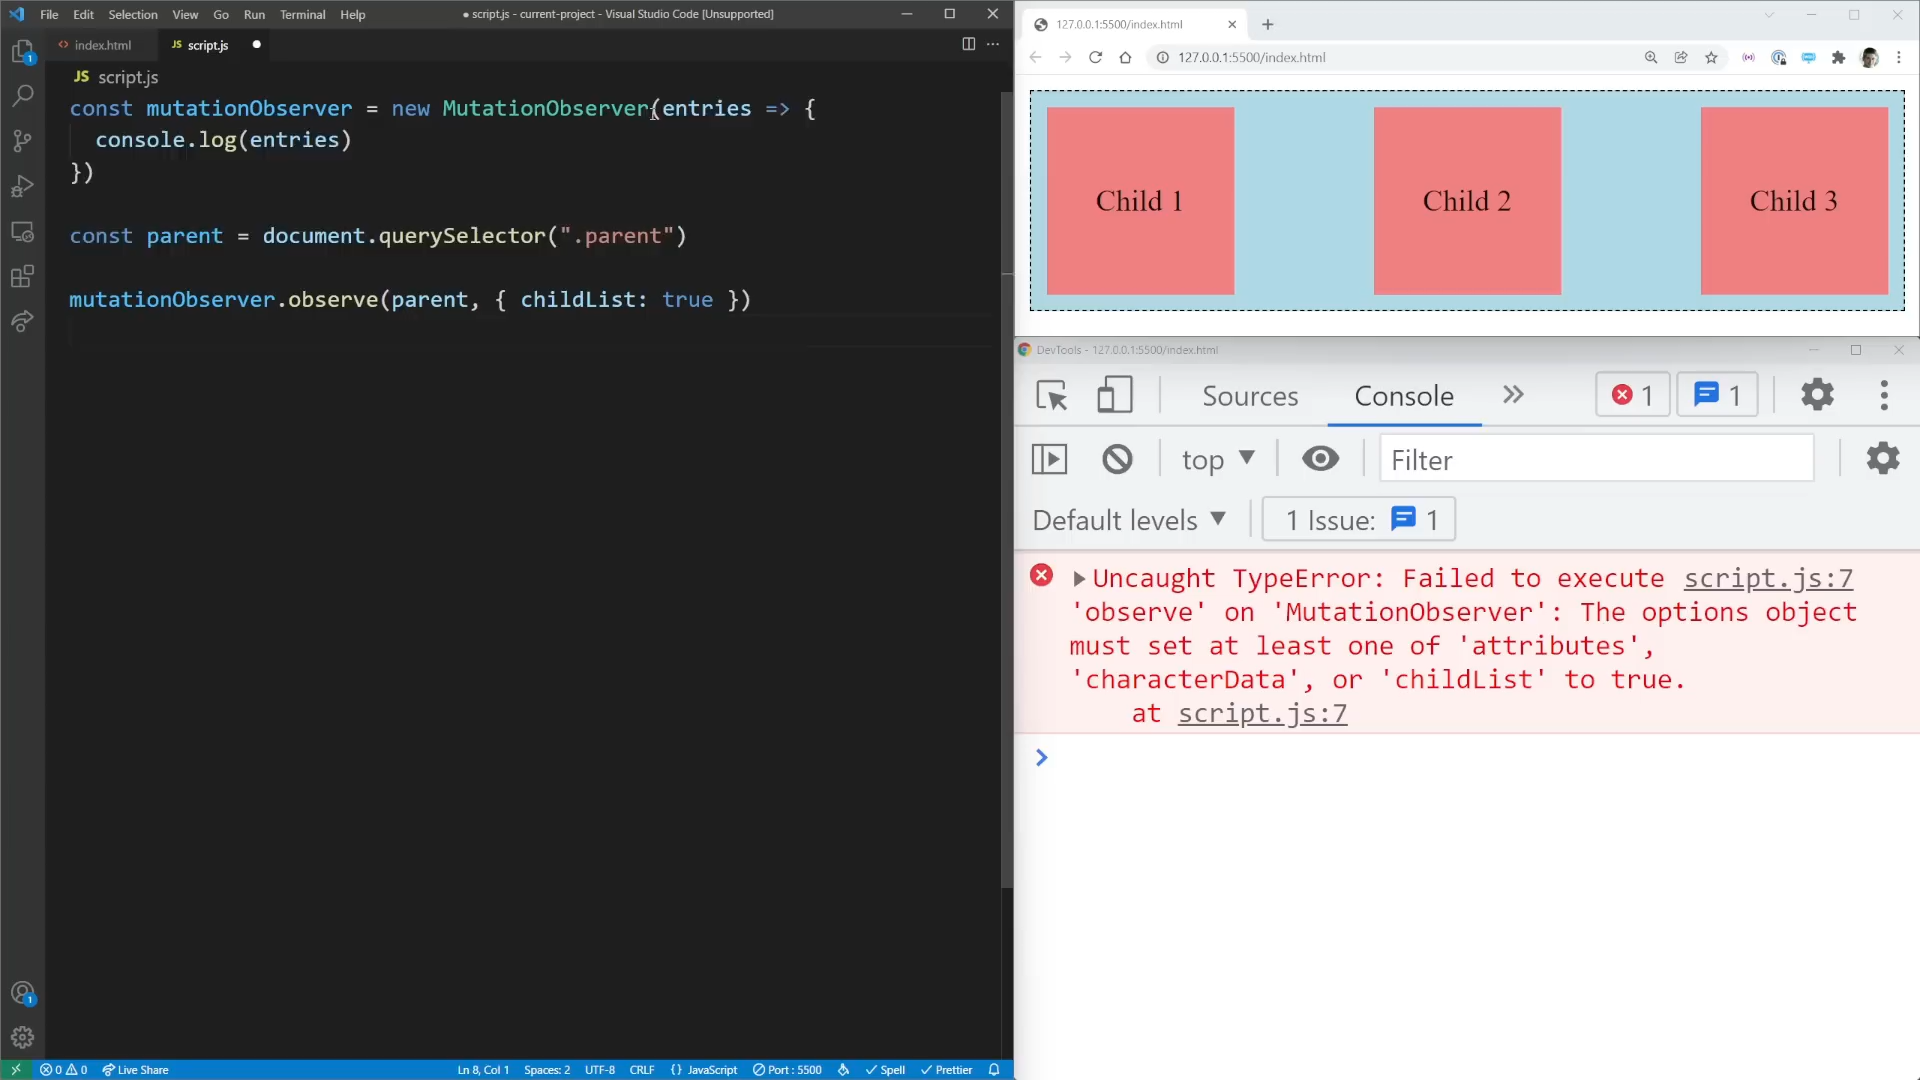 File Edit Selection View Go Run Terminal Help
● script.js - current-project - Visual Studio Code [Unsupported]
index.html
JS script.js
JS script.js
const mutationObserver = new MutationObserver(entries => {
console.log(entries)
})
const parent = document.querySelector(".parent")
mutationObserver.observe(parent, { childList: true })
1
1
0 0 Live Share
Ln 8, Col 1 Spaces: 2 UTF-8 CRLF {} JavaScript Port : 5500 Spell Prettier
127.0.0.1:5500/index.html
127.0.0.1:5500/index.html
Child 1
Child 2
Child 3
DevTools - 127.0.0.1:5500/index.html
Sources Console 1 1
top Filter
Default levels 1 Issue: 1
Uncaught TypeError: Failed to execute script.js:7
'observe' on 'MutationObserver': The options object
must set at least one of 'attributes',
'characterData', or 'childList' to true.
at script.js:7